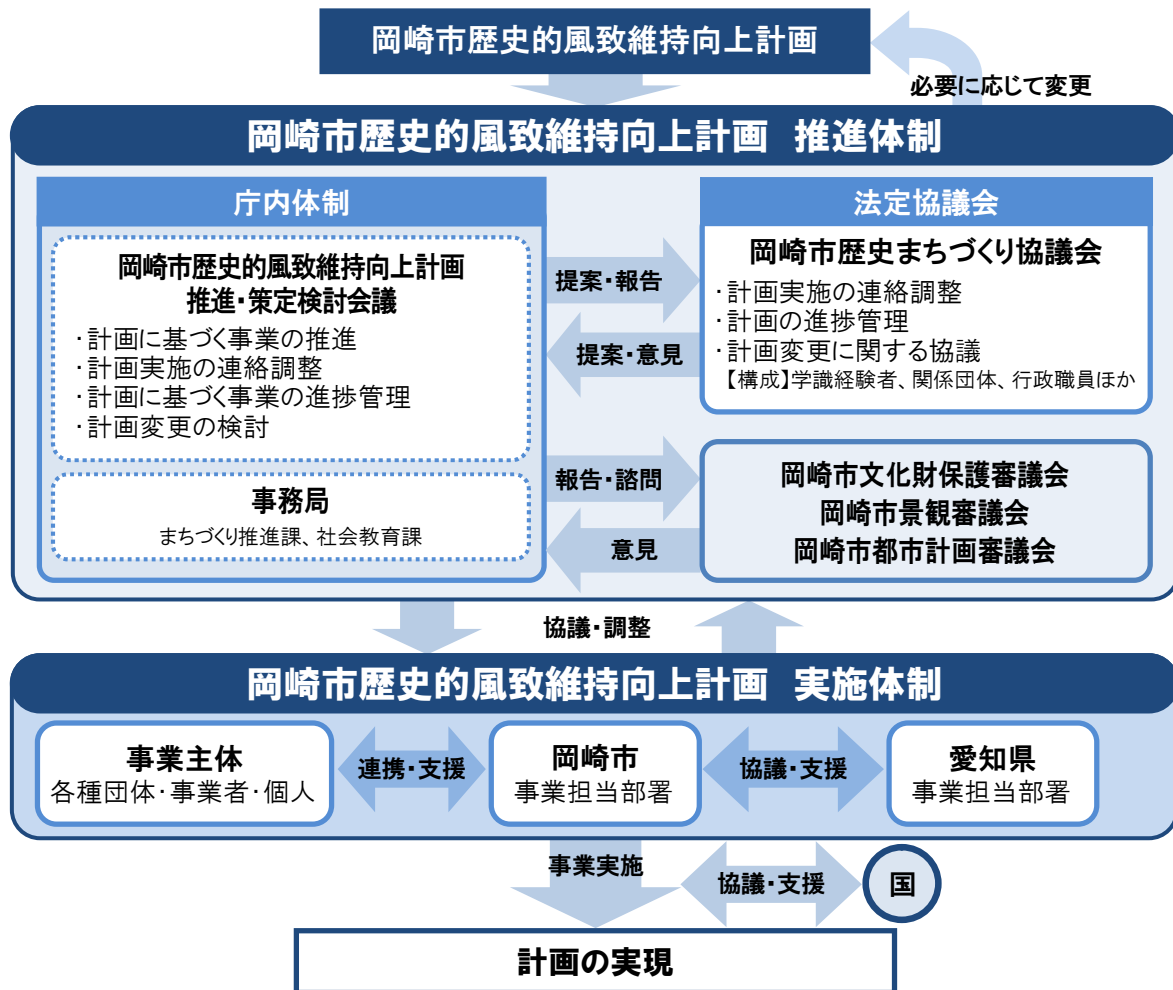 岡崎市歴史的風致維持向上計画
必要に応じて変更
岡崎市歴史的風致維持向上計画 推進体制
庁内体制
岡崎市歴史的風致維持向上計画
推進・策定検討会議
・計画に基づく事業の推進
・計画実施の連絡調整
・計画に基づく事業の進捗管理
・計画変更の検討
事務局
まちづくり推進課、社会教育課
提案・報告
提案・意見
報告・諮問
意見
法定協議会
岡崎市歴史まちづくり協議会
・計画実施の連絡調整
・計画の進捗管理
・計画変更に関する協議
【構成】学識経験者、関係団体、行政職員ほか
岡崎市文化財保護審議会
岡崎市景観審議会
岡崎市都市計画審議会
協議・調整
岡崎市歴史的風致維持向上計画 実施体制
事業主体
各種団体・事業者・個人
連携・支援
岡崎市
事業担当部署
協議・支援
愛知県
事業担当部署
事業実施
協議・支援
国
計画の実現